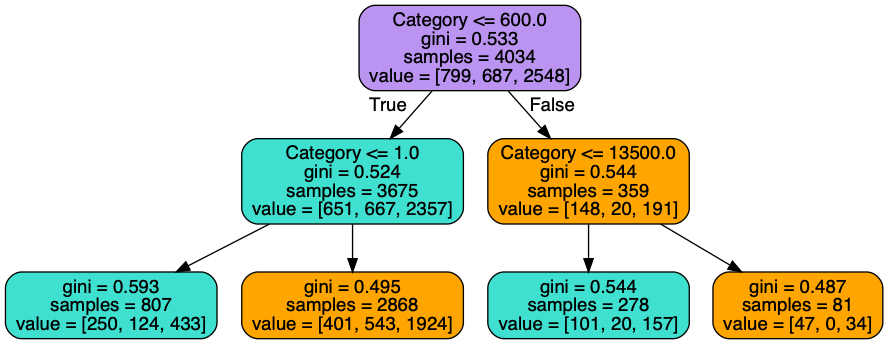 Category <= 600.0
gini = 0.533
samples = 4034
value = [799, 687, 2548]
True
False
Category <= 1.0
gini = 0.524
samples = 3675
value = [651, 667, 2357]
Category <= 13500.0
gini = 0.544
samples = 359
value = [148, 20, 191]
gini = 0.593
samples = 807
value = [250, 124, 433]
gini = 0.495
samples = 2868
value = [401, 543, 1924]
gini = 0.544
samples = 278
value = [101, 20, 157]
gini = 0.487
samples = 81
value = [47, 0, 34]